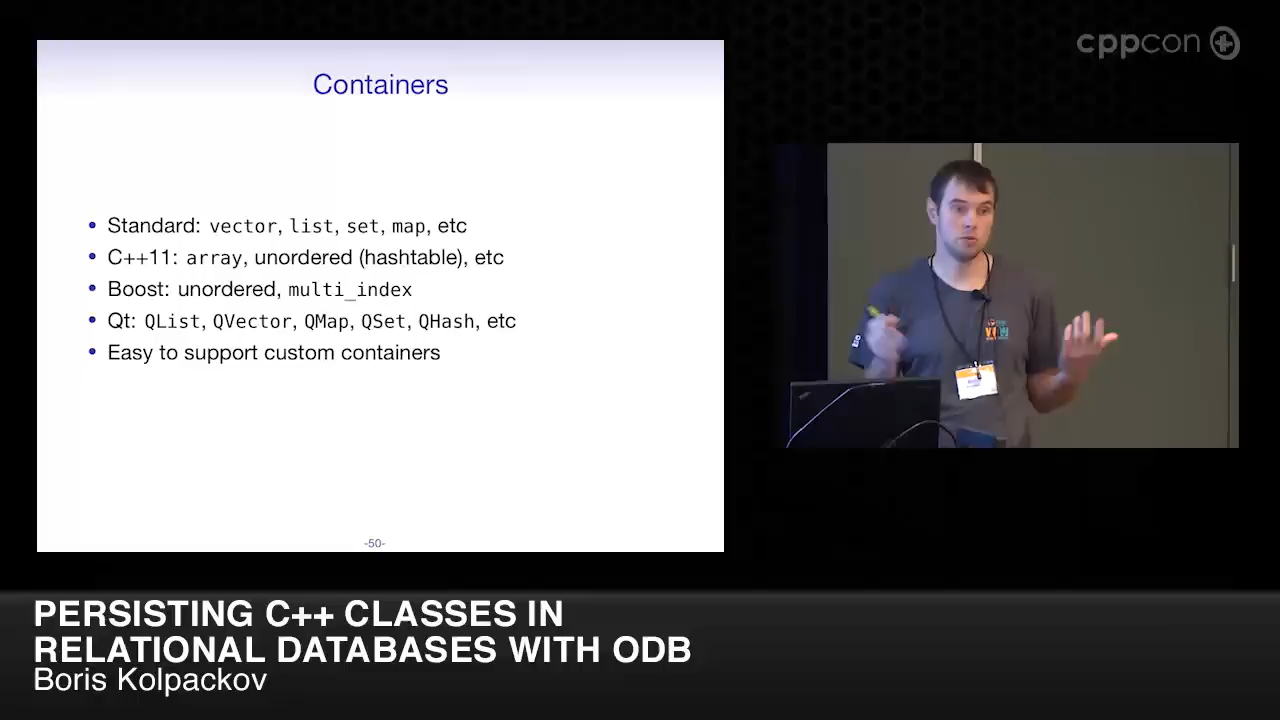 cppcon
Containers
• Standard: vector, list, set, map, etc
• C++11: array, unordered (hashtable), etc
• Boost: unordered, multi_index
• Qt: QList, QVector, QMap, QSet, QHash, etc
• Easy to support custom containers
-50-
PERSISTING C++ CLASSES IN
RELATIONAL DATABASES WITH ODB
Boris Kolpackov